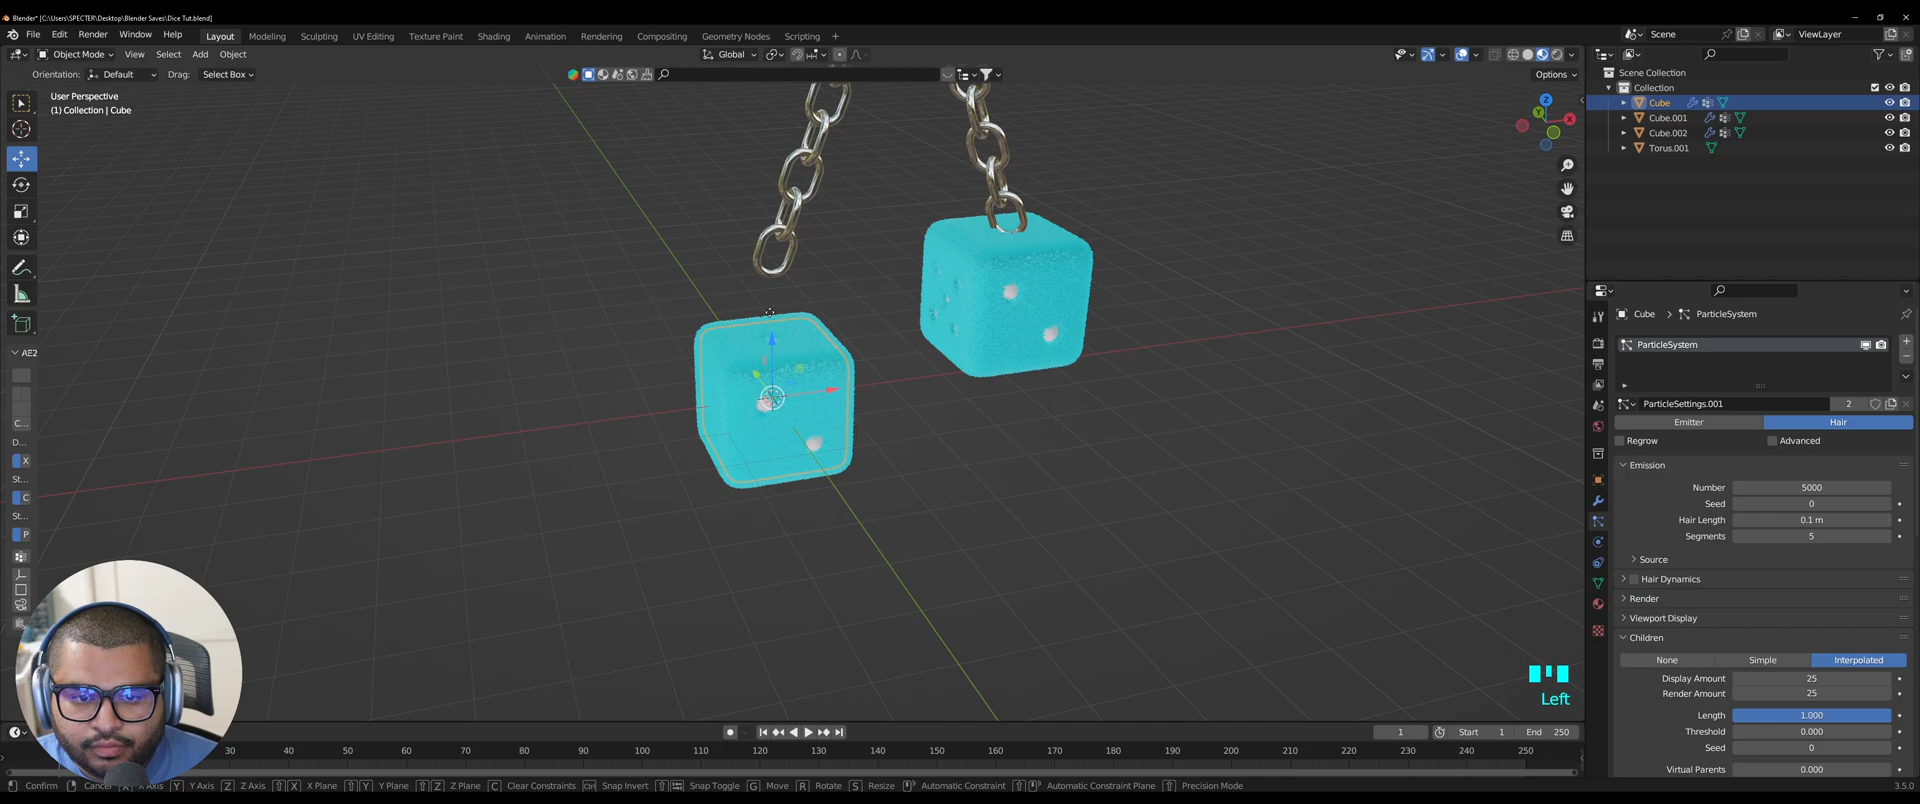 Blender* [C:\Users\SPECTER\Desktop\Blender Saves\Dice Tut.blend]
File Edit Render Window Help Layout Modeling Sculpting UV Editing Texture Paint Shading Animation Rendering Compositing Geometry Nodes Scripting + Scene ViewLayer
Object Mode View Select Add Object Global
Orientation: Default Drag: Select Box Options
User Perspective
(1) Collection | Cube
Scene Collection
Collection
Cube
Cube.001
Cube.002
Torus.001
Z
Y
X
AE2
C...
D...
X
St...
C
St...
P
Cube > ParticleSystem
ParticleSystem
ParticleSettings.001 2
Emitter Hair
Regrow Advanced
Emission
Number 5000
Seed 0
Hair Length 0.1 m
Segments 5
Source
Hair Dynamics
Render
Viewport Display
Children
None Simple Interpolated
Display Amount 25
Render Amount 25
Length 1.000
Threshold 0.000
Seed 0
Virtual Parents 0.000
Left
1 Start 1 End 250
30 40 50 60 70 80 90 100 110 120 130 140 150 160 170 180 190 200 210 220 230 240 250
Confirm Cancel X X Axis Y Y Axis Z Z Axis X X Plane Y Y Plane Z Z Plane C Clear Constraints Ctrl Snap Invert Snap Toggle G Move R Rotate S Resize Automatic Constraint Automatic Constraint Plane Precision Mode 3.5.0